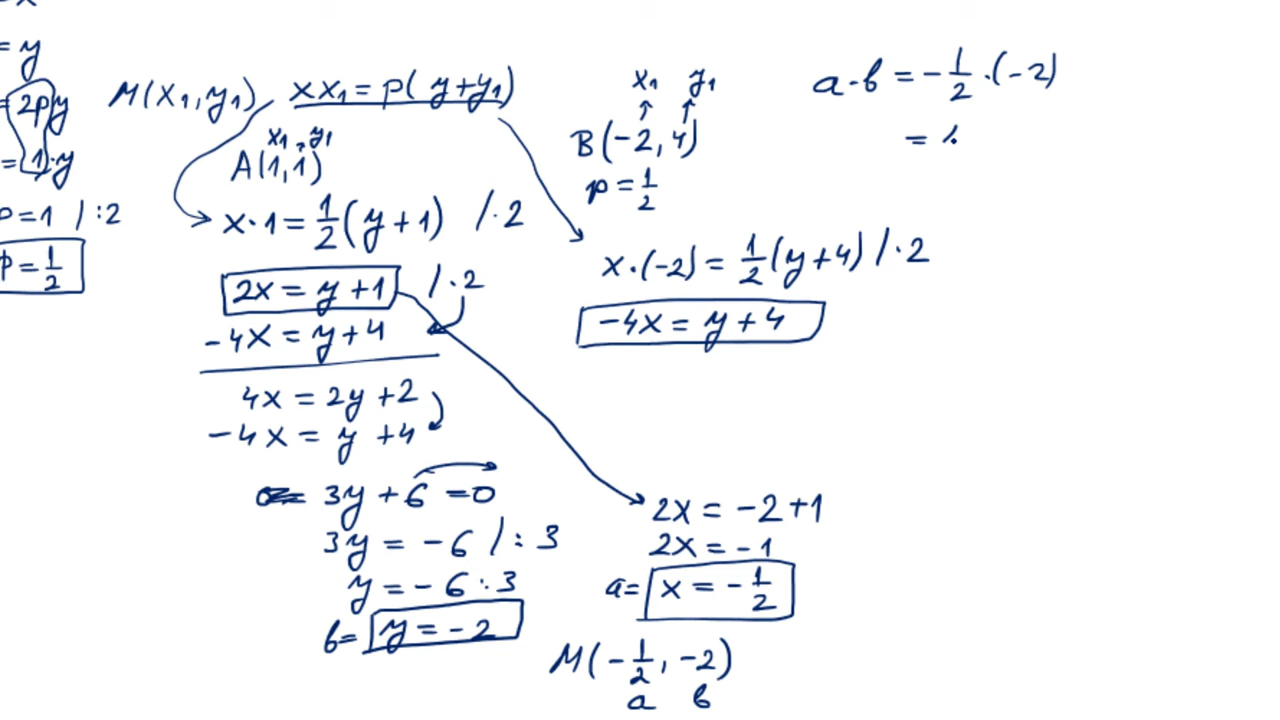 = y
= 2py
= 1·y
p=1 / :2
p = 1/2
M(x₁,y₁) xx₁ = p(y+y₁)
x₁, y₁
A(1,1)
x·1 = 1/2(y+1) /·2
2x = y+1 /·2
-4x = y+4
4x = 2y+2
-4x = y+4
3y+6=0
3y = -6 / : 3
y = -6 : 3
b= y = -2
x₁ y₁
B(-2,4)
p = 1/2
x·(-2) = 1/2(y+4) /·2
-4x = y+4
2x = -2+1
2x = -1
a= x = -1/2
M(-1/2, -2)
a b
a·b = -1/2·(-2)
=